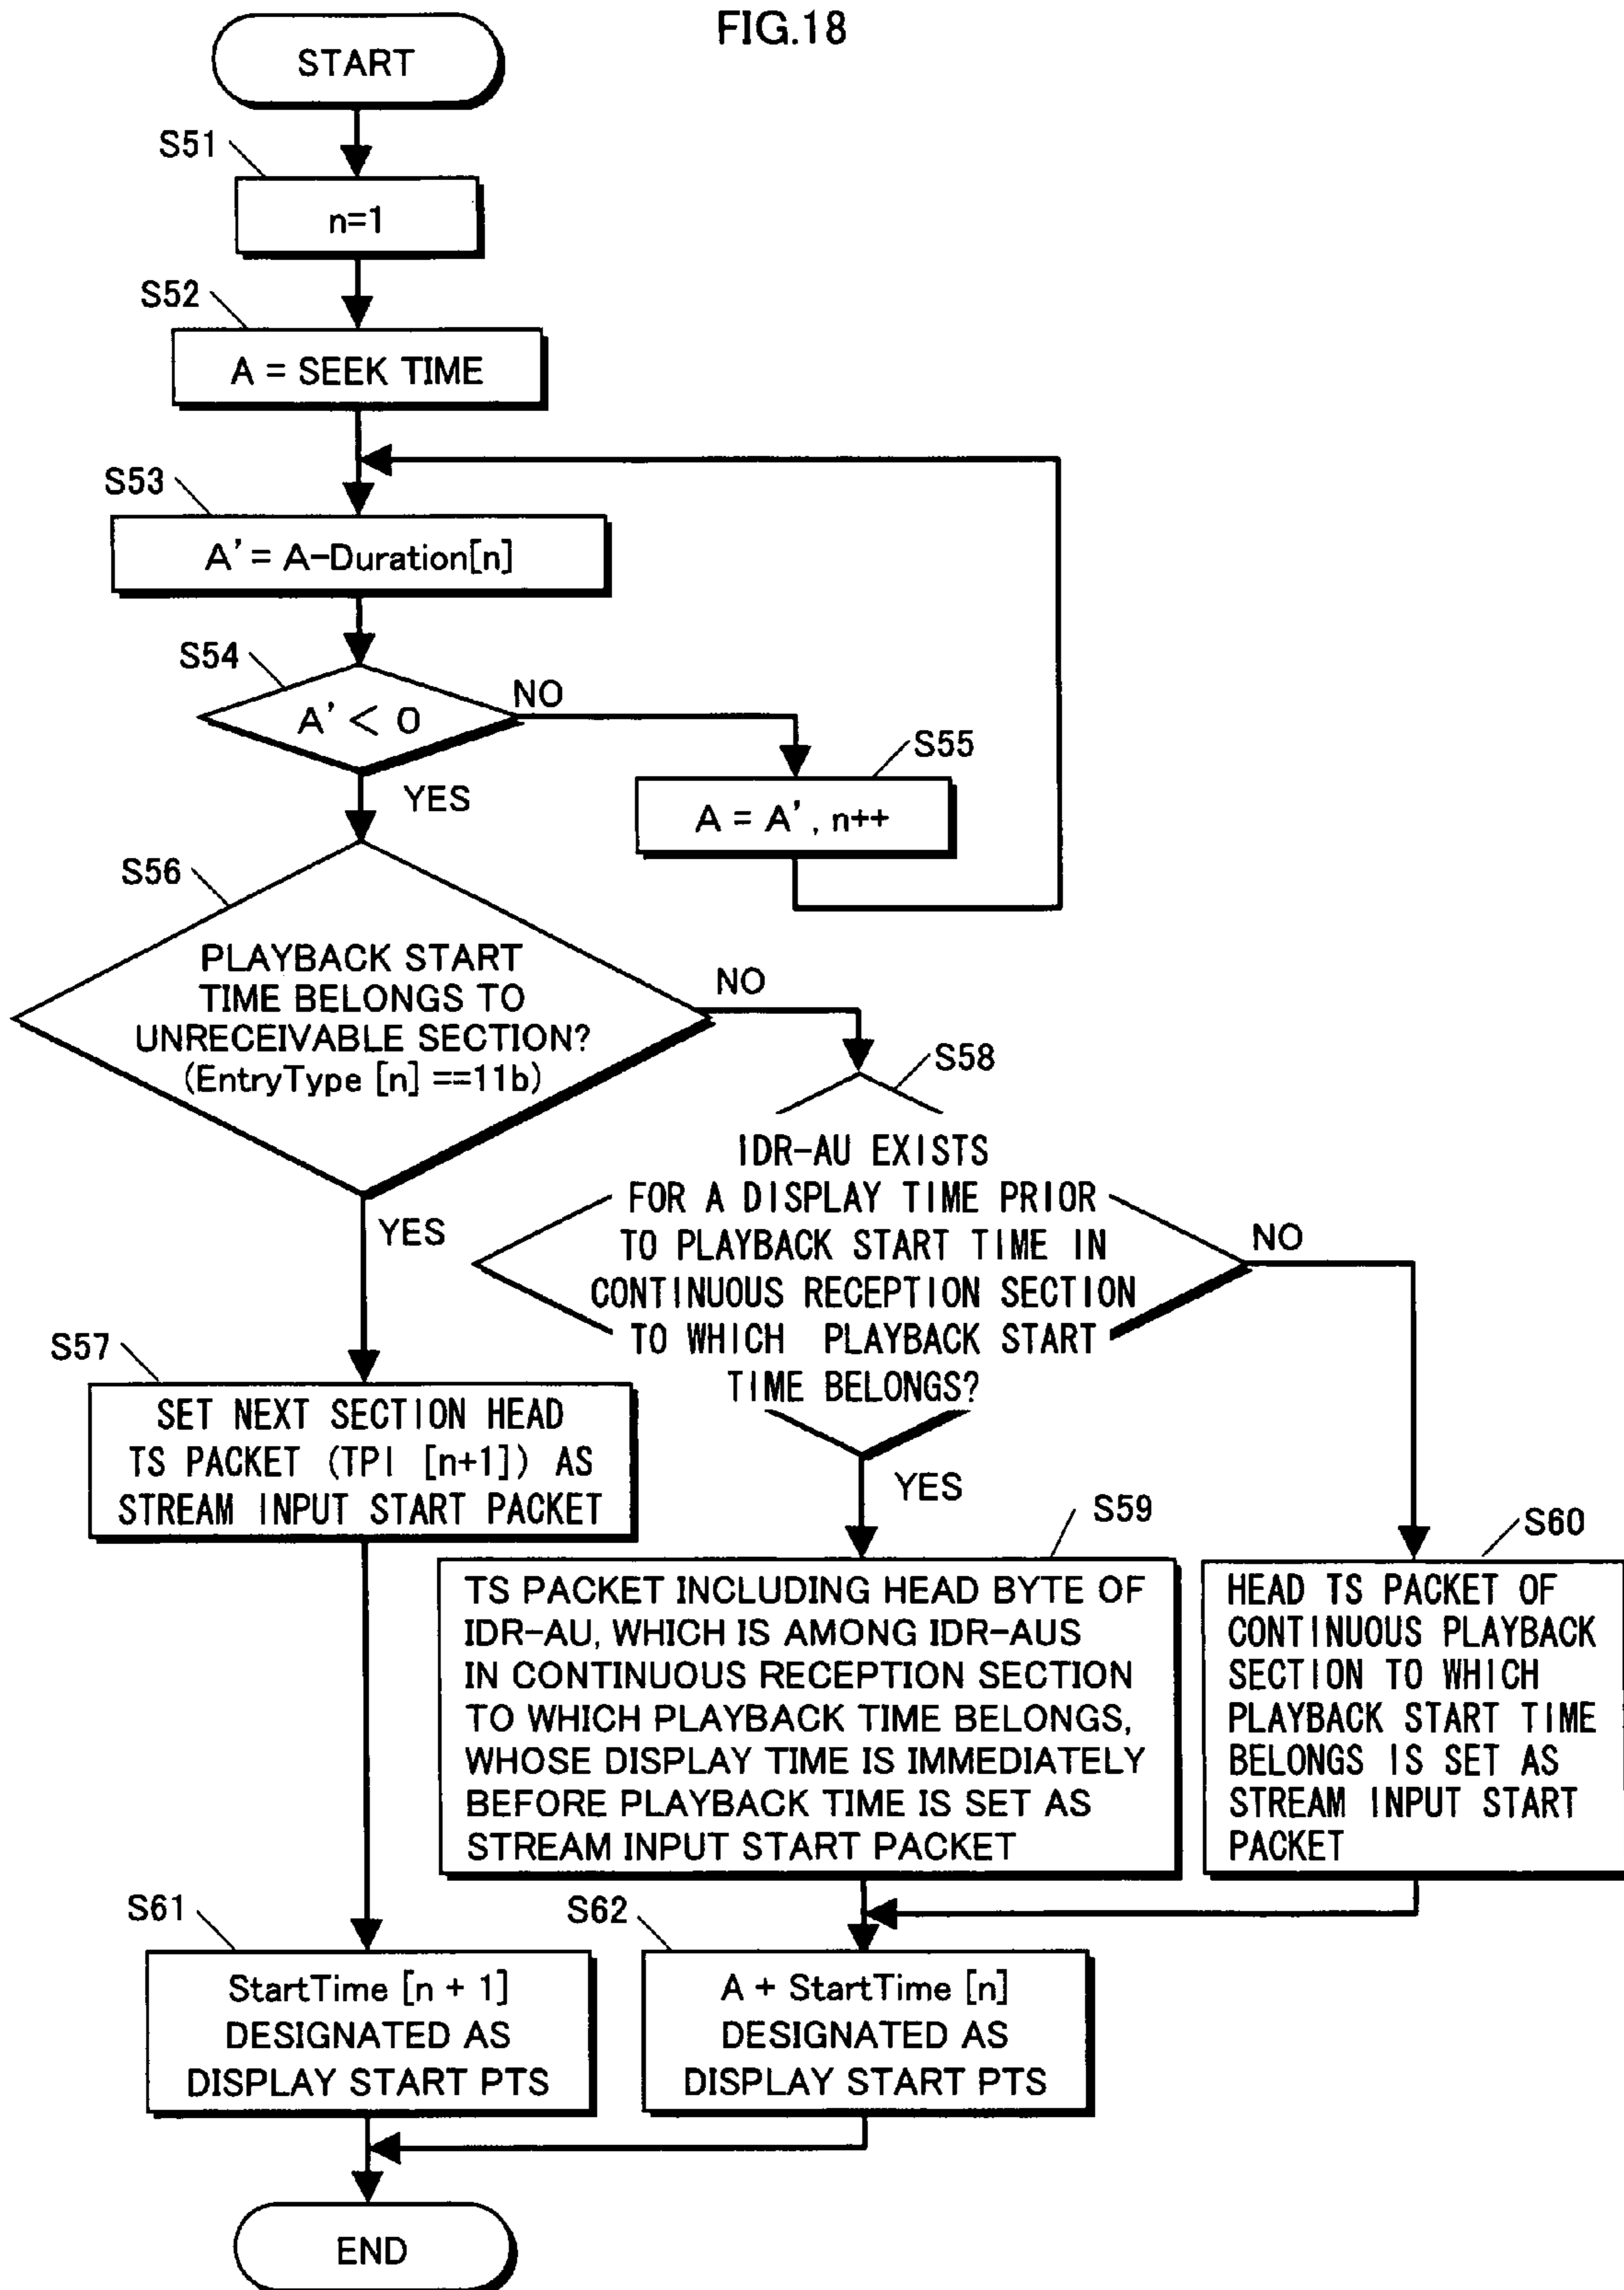 FIG.18
START
S51
n=1
S52
A = SEEK TIME
S53
A' = A-Duration[n]
S54
A' < 0
NO
YES
S55
A = A' , n++
S56
PLAYBACK START
TIME BELONGS TO
UNRECEIVABLE SECTION?
(EntryType [n] ==11b)
NO
YES
S58
IDR-AU EXISTS
FOR A DISPLAY TIME PRIOR
TO PLAYBACK START TIME IN
CONTINUOUS RECEPTION SECTION
TO WHICH PLAYBACK START
TIME BELONGS?
NO
YES
S57
SET NEXT SECTION HEAD
TS PACKET (TPI [n+1]) AS
STREAM INPUT START PACKET
S59
TS PACKET INCLUDING HEAD BYTE OF
IDR-AU, WHICH IS AMONG IDR-AUS
IN CONTINUOUS RECEPTION SECTION
TO WHICH PLAYBACK TIME BELONGS,
WHOSE DISPLAY TIME IS IMMEDIATELY
BEFORE PLAYBACK TIME IS SET AS
STREAM INPUT START PACKET
S60
HEAD TS PACKET OF
CONTINUOUS PLAYBACK
SECTION TO WHICH
PLAYBACK START TIME
BELONGS IS SET AS
STREAM INPUT START
PACKET
S61
StartTime [n + 1]
DESIGNATED AS
DISPLAY START PTS
S62
A + StartTime [n]
DESIGNATED AS
DISPLAY START PTS
END